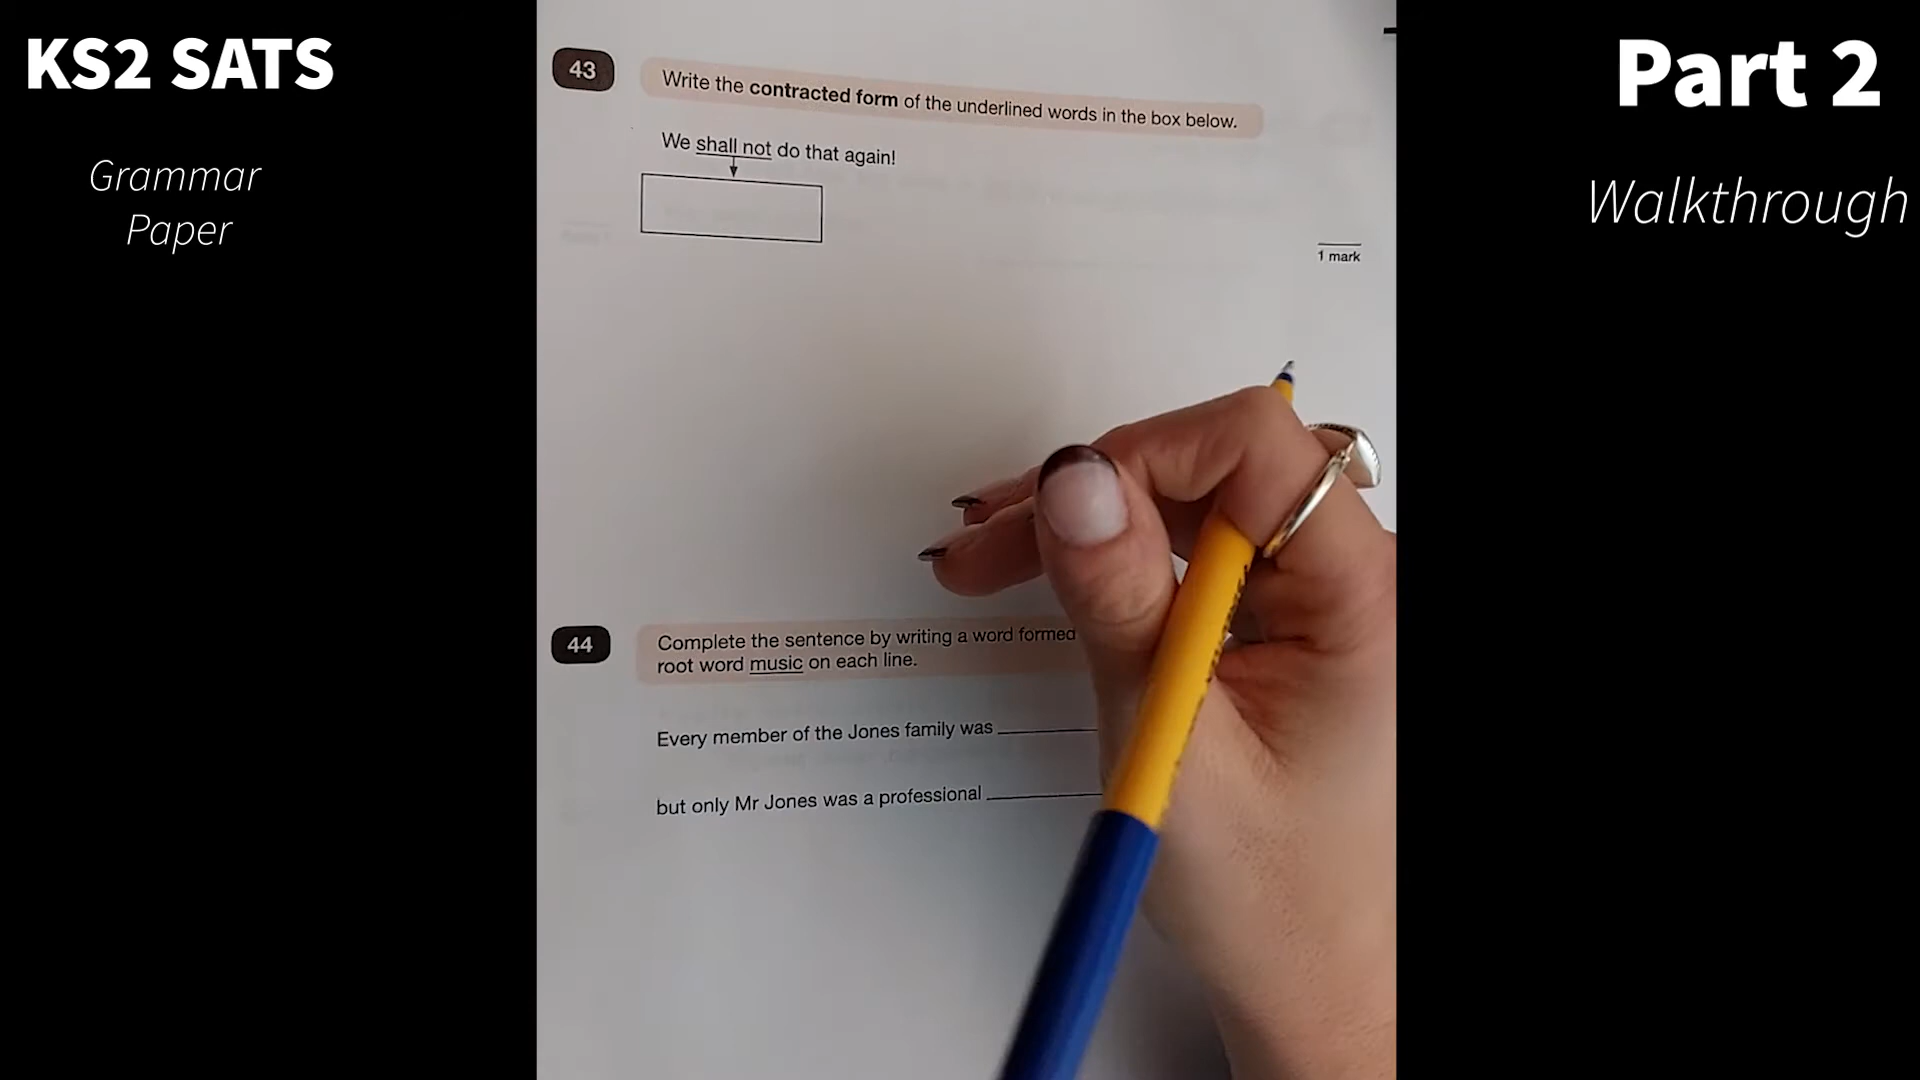 KS2 SATS
Grammar
Paper
43
Write the contracted form of the underlined words in the box below.
We shall not do that again!
1 mark
44
Complete the sentence by writing a word formed
root word music on each line.
Every member of the Jones family was
but only Mr Jones was a professional
Part 2
Walkthrough